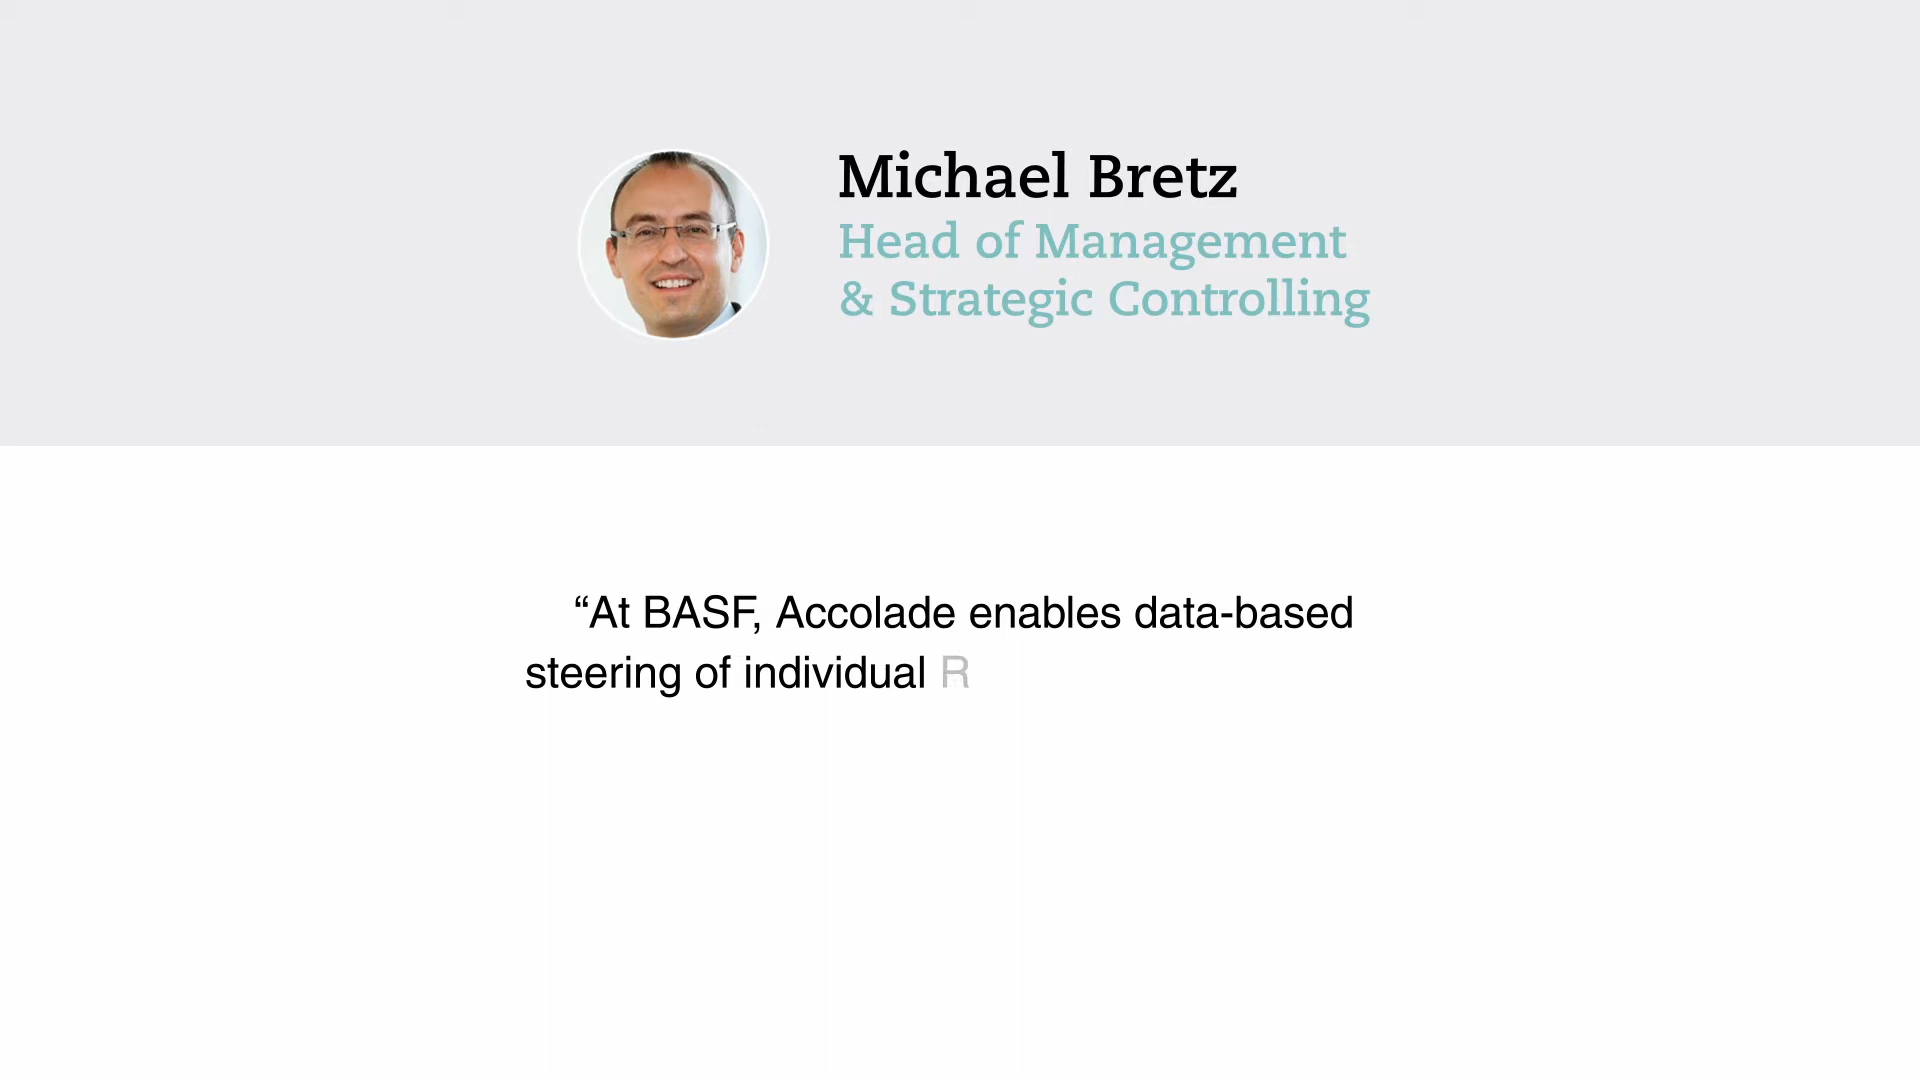 Michael Bretz
Head of Management
& Strategic Controlling
“At BASF, Accolade enables data-based
steering of individual R